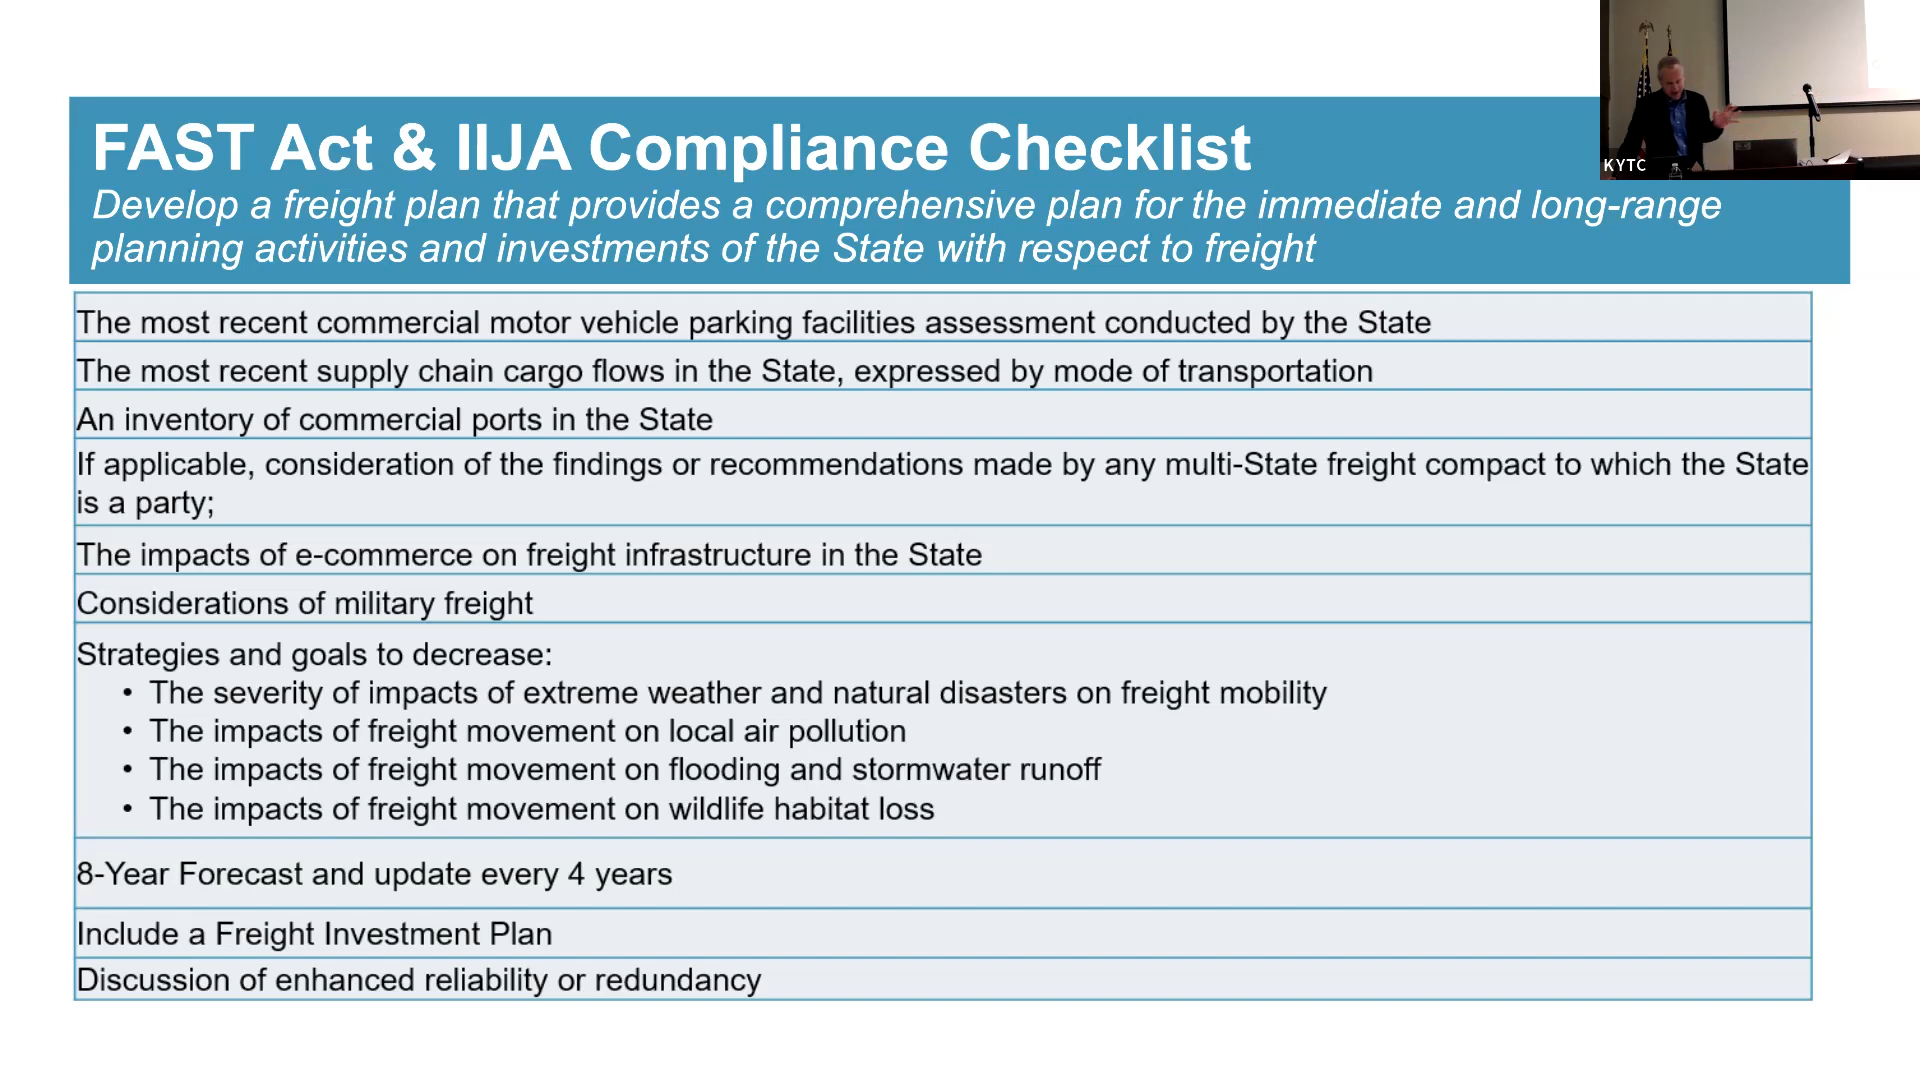 FAST Act & IIJA Compliance Checklist
Develop a freight plan that provides a comprehensive plan for the immediate and long-range
planning activities and investments of the State with respect to freight
KYTC
The most recent commercial motor vehicle parking facilities assessment conducted by the State
The most recent supply chain cargo flows in the State, expressed by mode of transportation
An inventory of commercial ports in the State
If applicable, consideration of the findings or recommendations made by any multi-State freight compact to which the State
is a party;
The impacts of e-commerce on freight infrastructure in the State
Considerations of military freight
Strategies and goals to decrease:
• The severity of impacts of extreme weather and natural disasters on freight mobility
• The impacts of freight movement on local air pollution
• The impacts of freight movement on flooding and stormwater runoff
• The impacts of freight movement on wildlife habitat loss
8-Year Forecast and update every 4 years
Include a Freight Investment Plan
Discussion of enhanced reliability or redundancy